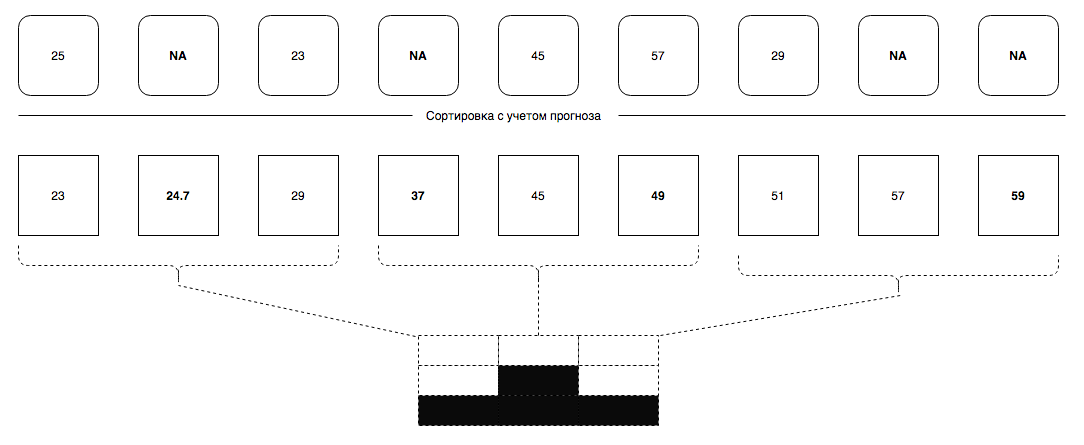 25 NA 23 NA 45 57 29 NA NA
Сортировка с учетом прогноза
23 24.7 29 37 45 49 51 57 59